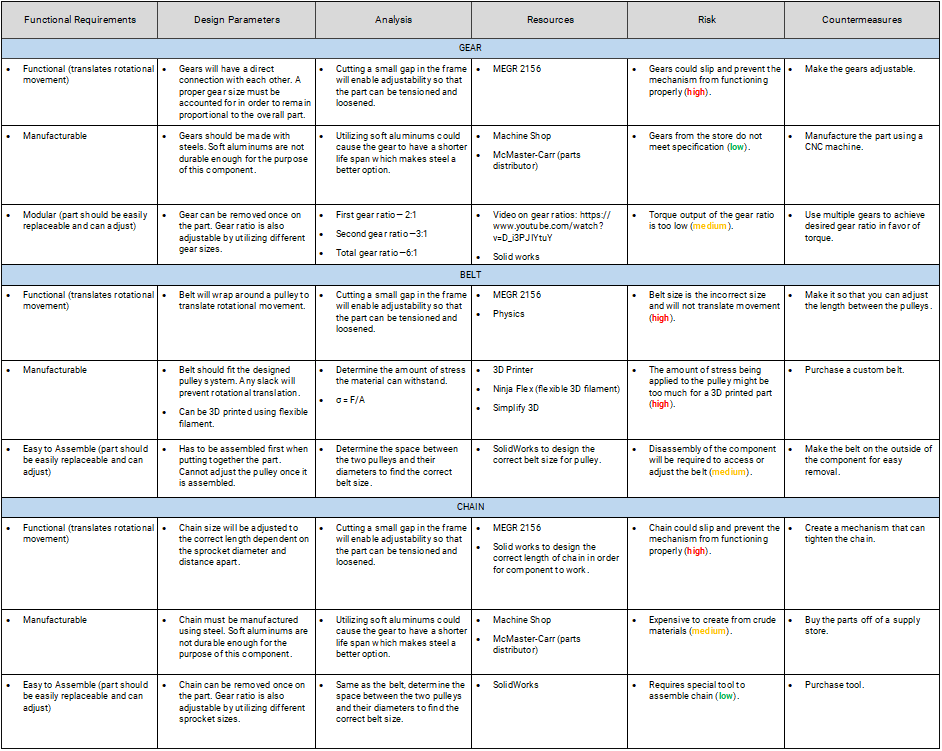 Functional Requirements
Design Parameters
Analysis
Resources
Risk
Countermeasures
GEAR
• Functional (translates rotational
movement)
• Gears will have a direct
connection with each other. A
proper gear size must be
accounted for in order to remain
proportional to the overall part.
• Cutting a small gap in the frame
will enable adjustability so that
the part can be tensioned and
loosened.
• MEGR 2156
• Gears could slip and prevent the
mechanism from functioning
properly (high).
• Make the gears adjustable.
• Manufacturable
• Gears should be made with
steels. Soft aluminums are not
durable enough for the purpose
of this component.
• Utilizing soft aluminums could
cause the gear to have a shorter
life span which makes steel a
better option.
• Machine Shop
• McMaster-Carr (parts
distributor)
• Gears from the store do not
meet specification (low).
• Manufacture the part using a
CNC machine.
• Modular (part should be easily
replaceable and can adjust)
• Gear can be removed once on
the part. Gear ratio is also
adjustable by utilizing different
gear sizes.
• First gear ratio — 2:1
• Second gear ratio —3:1
• Total gear ratio —6:1
• Video on gear ratios: https://
www.youtube.com/watch?
v=D_i3PJIYtuY
• Solid works
• Torque output of the gear ratio
is too low (medium).
• Use multiple gears to achieve
desired gear ratio in favor of
torque.
BELT
• Functional (translates rotational
movement)
• Belt will wrap around a pulley to
translate rotational movement.
• Cutting a small gap in the frame
will enable adjustability so that
the part can be tensioned and
loosened.
• MEGR 2156
• Physics
• Belt size is the incorrect size
and will not translate movement
(high).
• Make it so that you can adjust
the length between the pulleys.
• Manufacturable
• Belt should fit the designed
pulley system. Any slack will
prevent rotational translation.
• Can be 3D printed using flexible
filament.
• Determine the amount of stress
the material can withstand.
• σ = F/A
• 3D Printer
• Ninja Flex (flexible 3D filament)
• Simplify 3D
• The amount of stress being
applied to the pulley might be
too much for a 3D printed part
(high).
• Purchase a custom belt.
• Easy to Assemble (part should
be easily replaceable and can
adjust)
• Has to be assembled first when
putting together the part.
Cannot adjust the pulley once it
is assembled.
• Determine the space between
the two pulleys and their
diameters to find the correct
belt size.
• SolidWorks to design the
correct belt size for pulley.
• Disassembly of the component
will be required to access or
adjust the belt (medium).
• Make the belt on the outside of
the component for easy
removal.
CHAIN
• Functional (translates rotational
movement)
• Chain size will be adjusted to
the correct length dependent on
the sprocket diameter and
distance apart.
• Cutting a small gap in the frame
will enable adjustability so that
the part can be tensioned and
loosened.
• MEGR 2156
• Solid works to design the
correct length of chain in order
for component to work.
• Chain could slip and prevent the
mechanism from functioning
properly (high).
• Create a mechanism that can
tighten the chain.
• Manufacturable
• Chain must be manufactured
using steel. Soft aluminums are
not durable enough for the
purpose of this component.
• Utilizing soft aluminums could
cause the gear to have a shorter
life span which makes steel a
better option.
• Machine Shop
• McMaster-Carr (parts
distributor)
• Expensive to create from crude
materials (medium).
• Buy the parts off of a supply
store.
• Easy to Assemble (part should
be easily replaceable and can
adjust)
• Chain can be removed once on
the part. Gear ratio is also
adjustable by utilizing different
sprocket sizes.
• Same as the belt, determine the
space between the two pulleys
and their diameters to find the
correct belt size.
• SolidWorks
• Requires special tool to
assemble chain (low).
• Purchase tool.